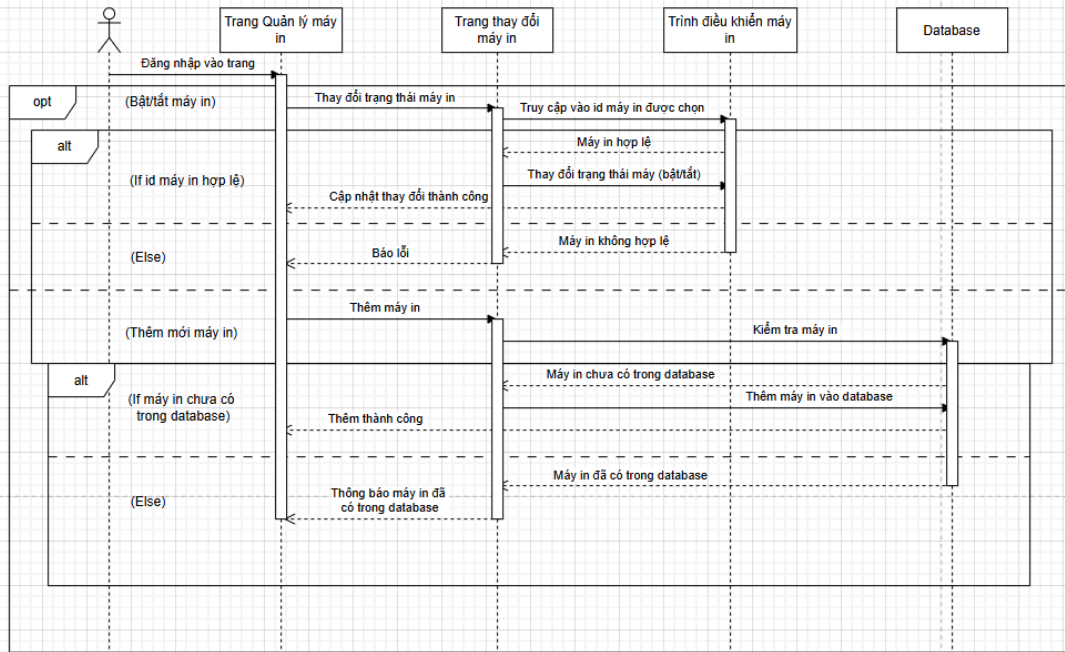 Trang Quản lý máy
in
Trang thay đổi
máy in
Trình điều khiển máy
in
Database
Đăng nhập vào trang
opt
(Bật/tắt máy in)
Thay đổi trạng thái máy in
Truy cập vào id máy in được chọn
alt
Máy in hợp lệ
(If id máy in hợp lệ)
Thay đổi trạng thái máy (bật/tắt)
Cập nhật thay đổi thành công
Máy in không hợp lệ
(Else)
Báo lỗi
Thêm máy in
(Thêm mới máy in)
Kiểm tra máy in
alt
Máy in chưa có trong database
(If máy in chưa có
trong database)
Thêm máy in vào database
Thêm thành công
Máy in đã có trong database
(Else)
Thông báo máy in đã
có trong database